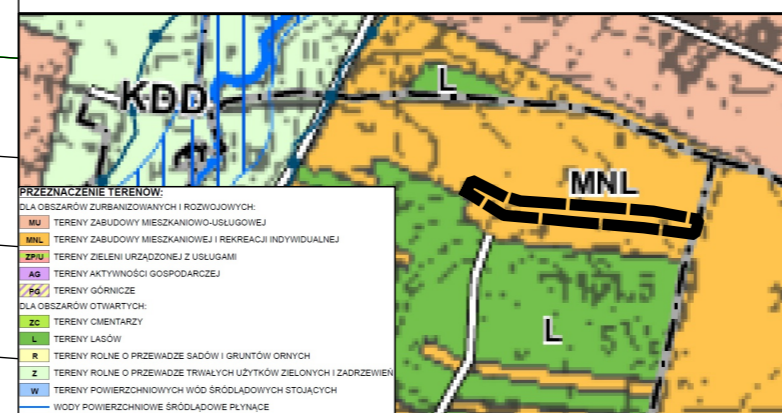 KDD
L
MNL
L
PRZEZNACZENIE TERENÓW:
DLA OBSZARÓW ZURBANIZOWANYCH I ROZWOJOWYCH:
MU TERENY ZABUDOWY MIESZKANIOWO-USŁUGOWEJ
MNL TERENY ZABUDOWY MIESZKANIOWEJ I REKREACJI INDYWIDUALNEJ
ZP/U TERENY ZIELENI URZĄDZONEJ Z USŁUGAMI
AG TERENY AKTYWNOŚCI GOSPODARCZEJ
PG TERENY GÓRNICZE
DLA OBSZARÓW OTWARTYCH:
ZC TERENY CMENTARZY
L TERENY LASÓW
R TERENY ROLNE O PRZEWADZE SADÓW I GRUNTÓW ORNYCH
Z TERENY ROLNE O PRZEWADZE TRWAŁYCH UŻYTKÓW ZIELONYCH I ZADRZEWIEŃ
W TERENY POWIERZCHNIOWYCH WÓD ŚRÓDLĄDOWYCH STOJĄCYCH
WODY POWIERZCHNIOWE ŚRÓDLĄDOWE PŁYNĄCE